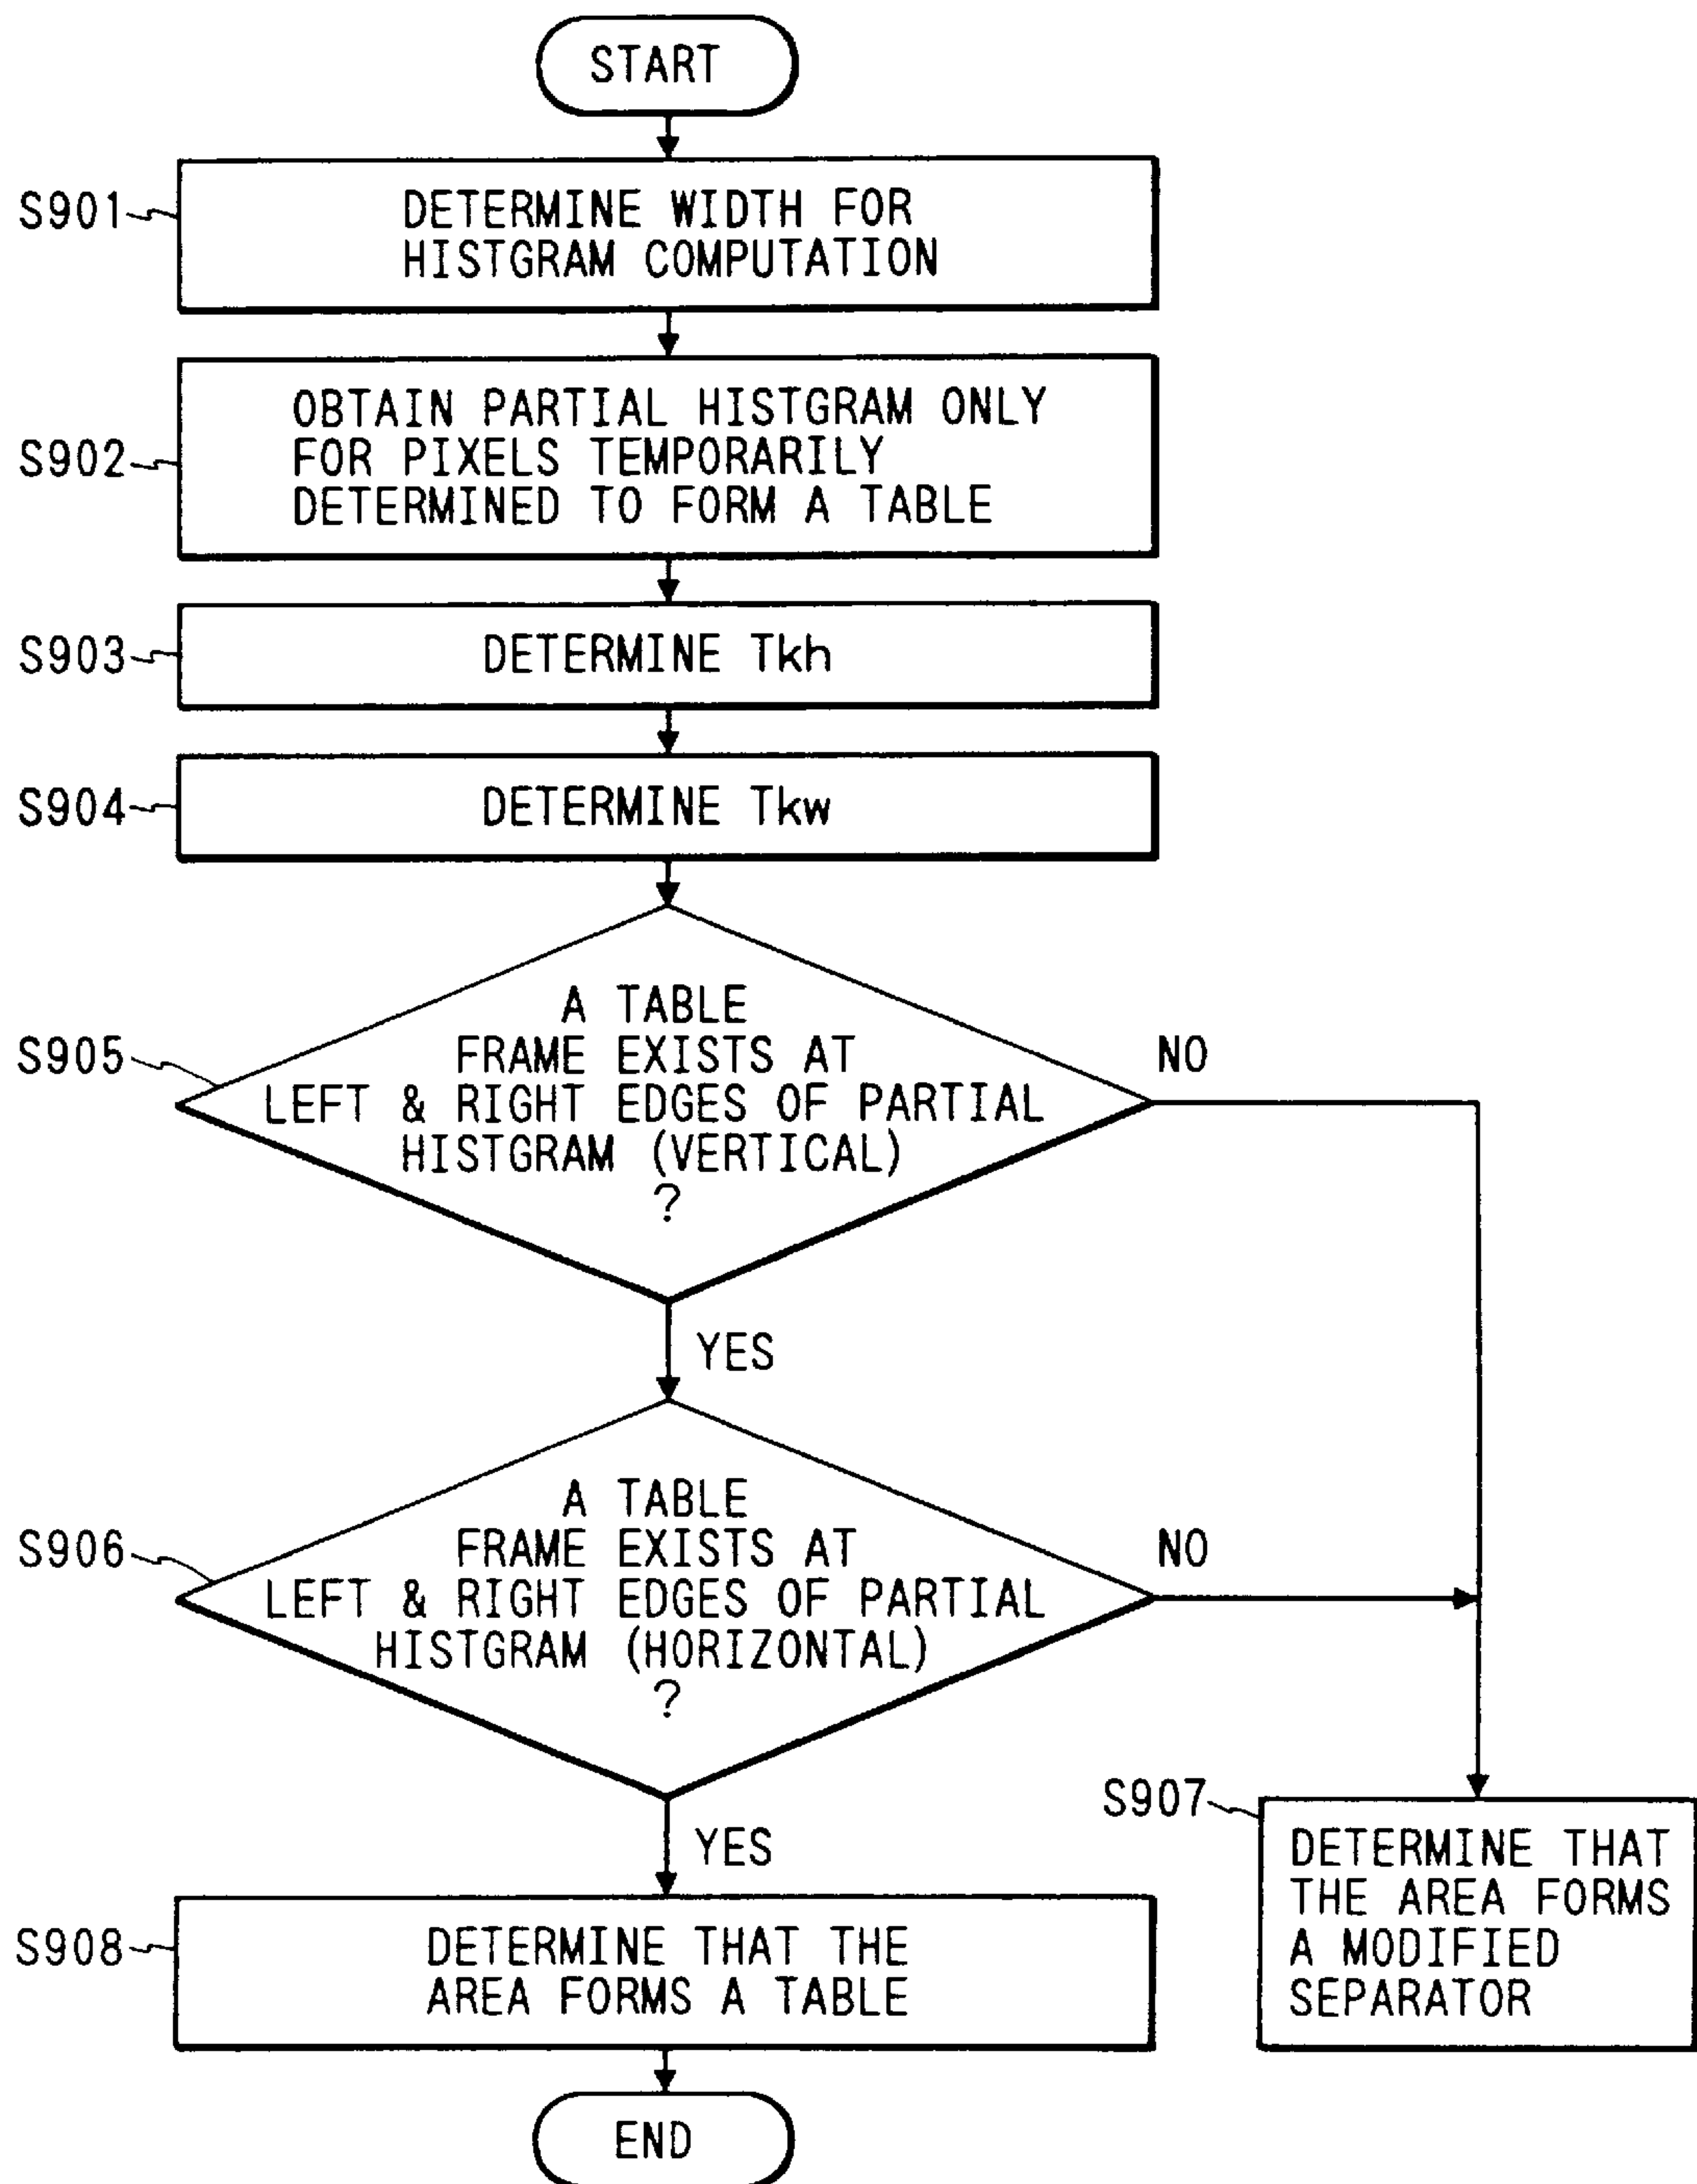 START
S901
DETERMINE WIDTH FOR
HISTGRAM COMPUTATION
S902
OBTAIN PARTIAL HISTGRAM ONLY
FOR PIXELS TEMPORARILY
DETERMINED TO FORM A TABLE
S903
DETERMINE Tkh
S904
DETERMINE Tkw
S905
A TABLE
FRAME EXISTS AT
LEFT & RIGHT EDGES OF PARTIAL
HISTGRAM (VERTICAL)
?
NO
YES
S906
A TABLE
FRAME EXISTS AT
LEFT & RIGHT EDGES OF PARTIAL
HISTGRAM (HORIZONTAL)
?
NO
YES
S907
DETERMINE THAT
THE AREA FORMS
A MODIFIED
SEPARATOR
S908
DETERMINE THAT THE
AREA FORMS A TABLE
END